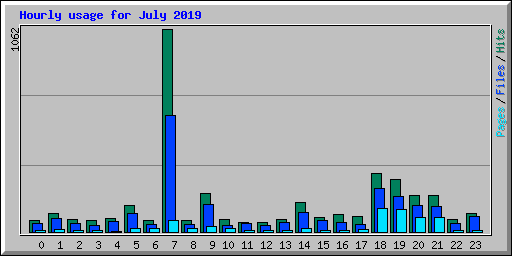 Hourly usage for July 2019
1062
Pages/Files/Hits
0 1 2 3 4 5 6 7 8 9 10 11 12 13 14 15 16 17 18 19 20 21 22 23